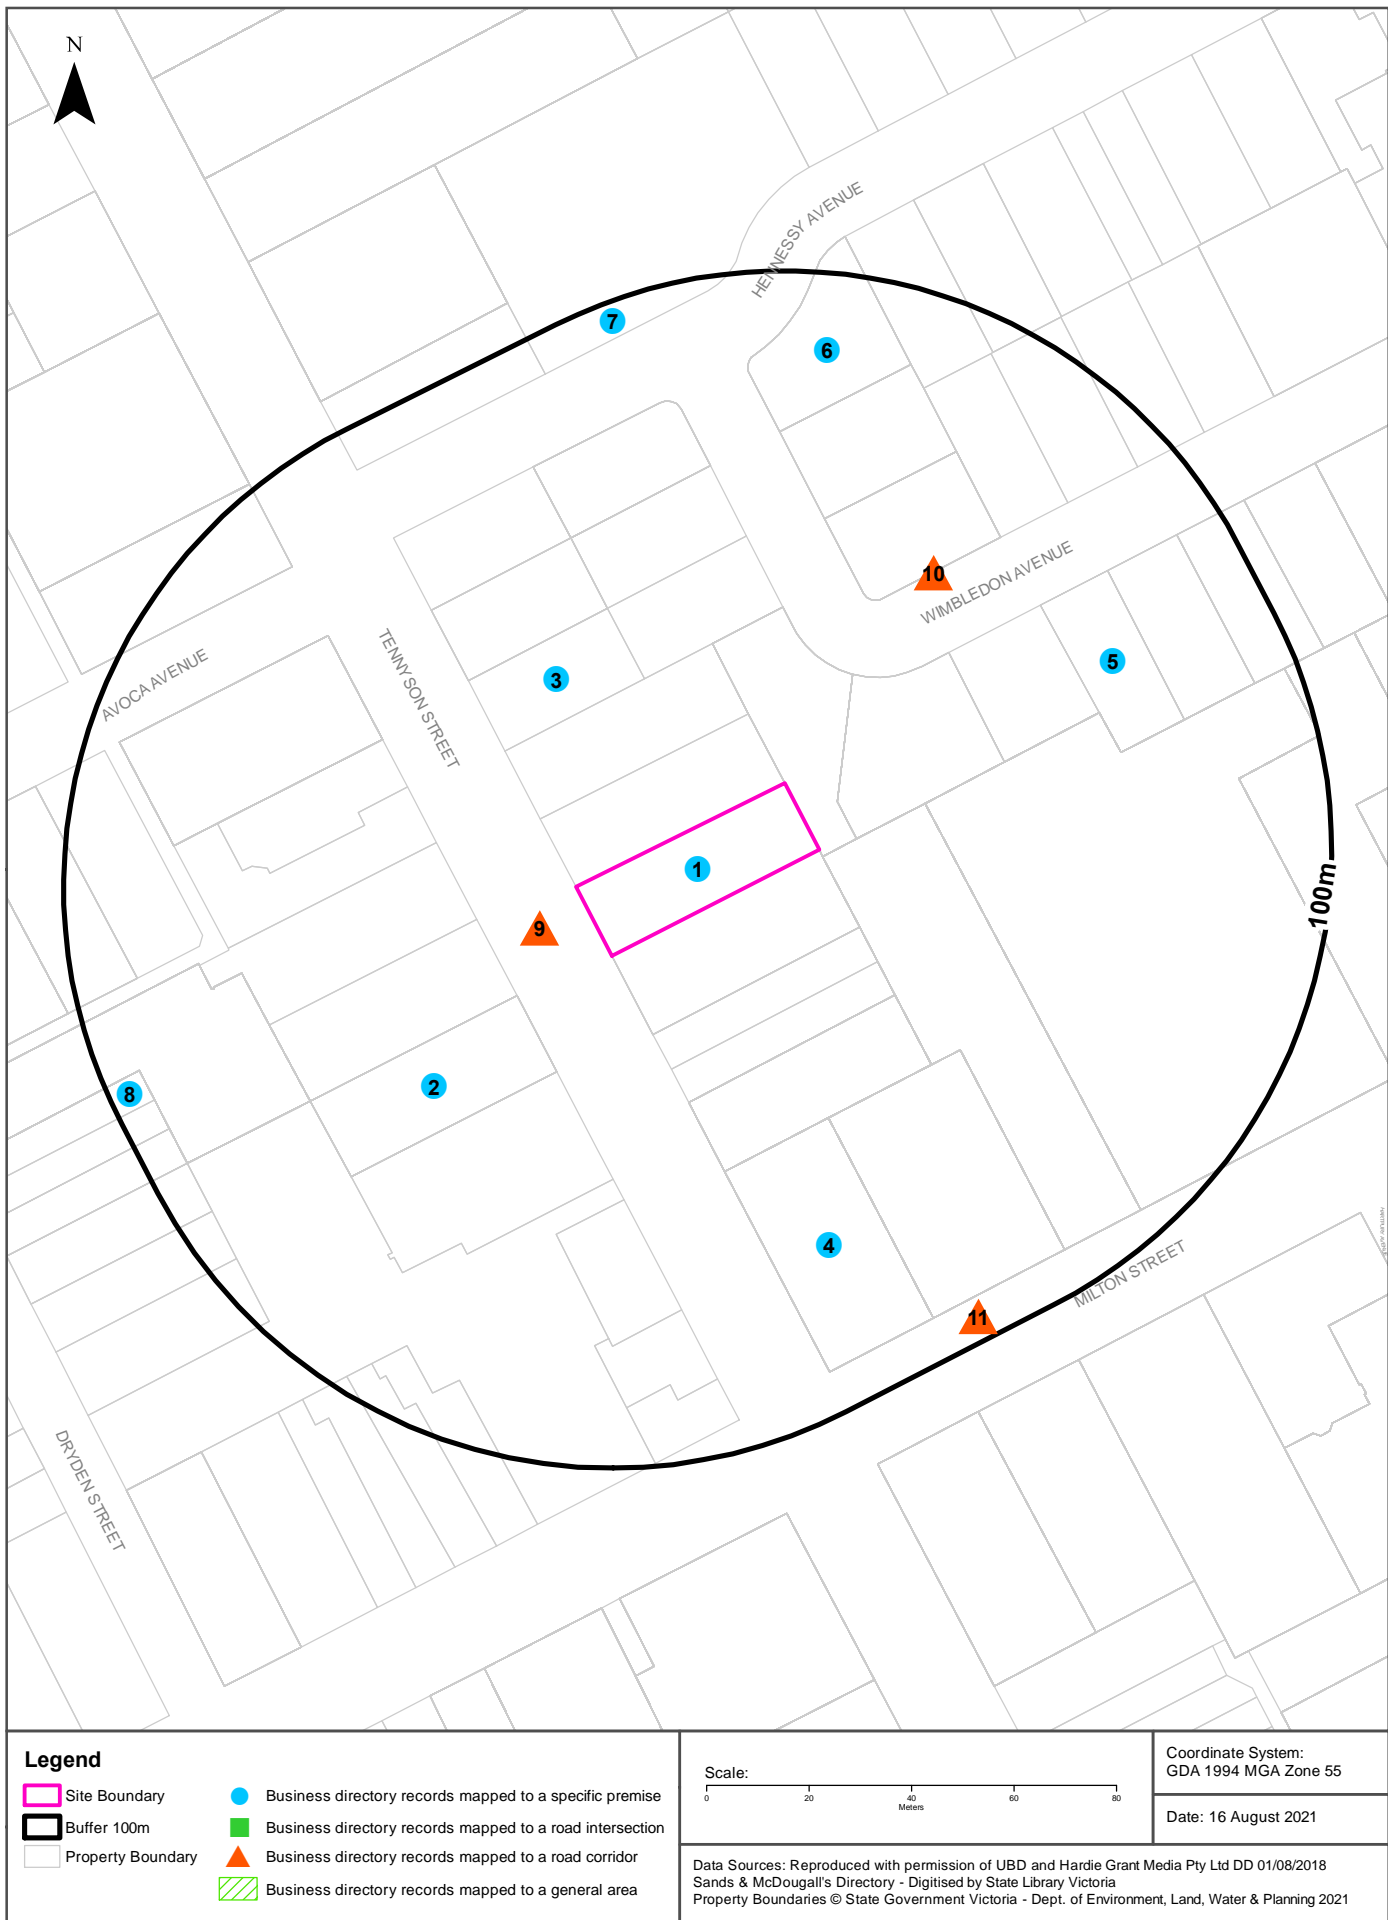 N
HENNESSY AVENUE
7
6
10
WIMBLEDON AVENUE
AVOCA AVENUE
TENNYSON STREET
3
5
1
100m
9
8
2
4
11
MILTON STREET
DRYDEN STREET
Legend
Site Boundary
Buffer 100m
Property Boundary
Business directory records mapped to a specific premise
Business directory records mapped to a road intersection
Business directory records mapped to a road corridor
Business directory records mapped to a general area
Scale:
0 20 40 60 80
Meters
Coordinate System:
GDA 1994 MGA Zone 55
Date: 16 August 2021
Data Sources: Reproduced with permission of UBD and Hardie Grant Media Pty Ltd DD 01/08/2018
Sands & McDougall's Directory - Digitised by State Library Victoria
Property Boundaries © State Government Victoria - Dept. of Environment, Land, Water & Planning 2021